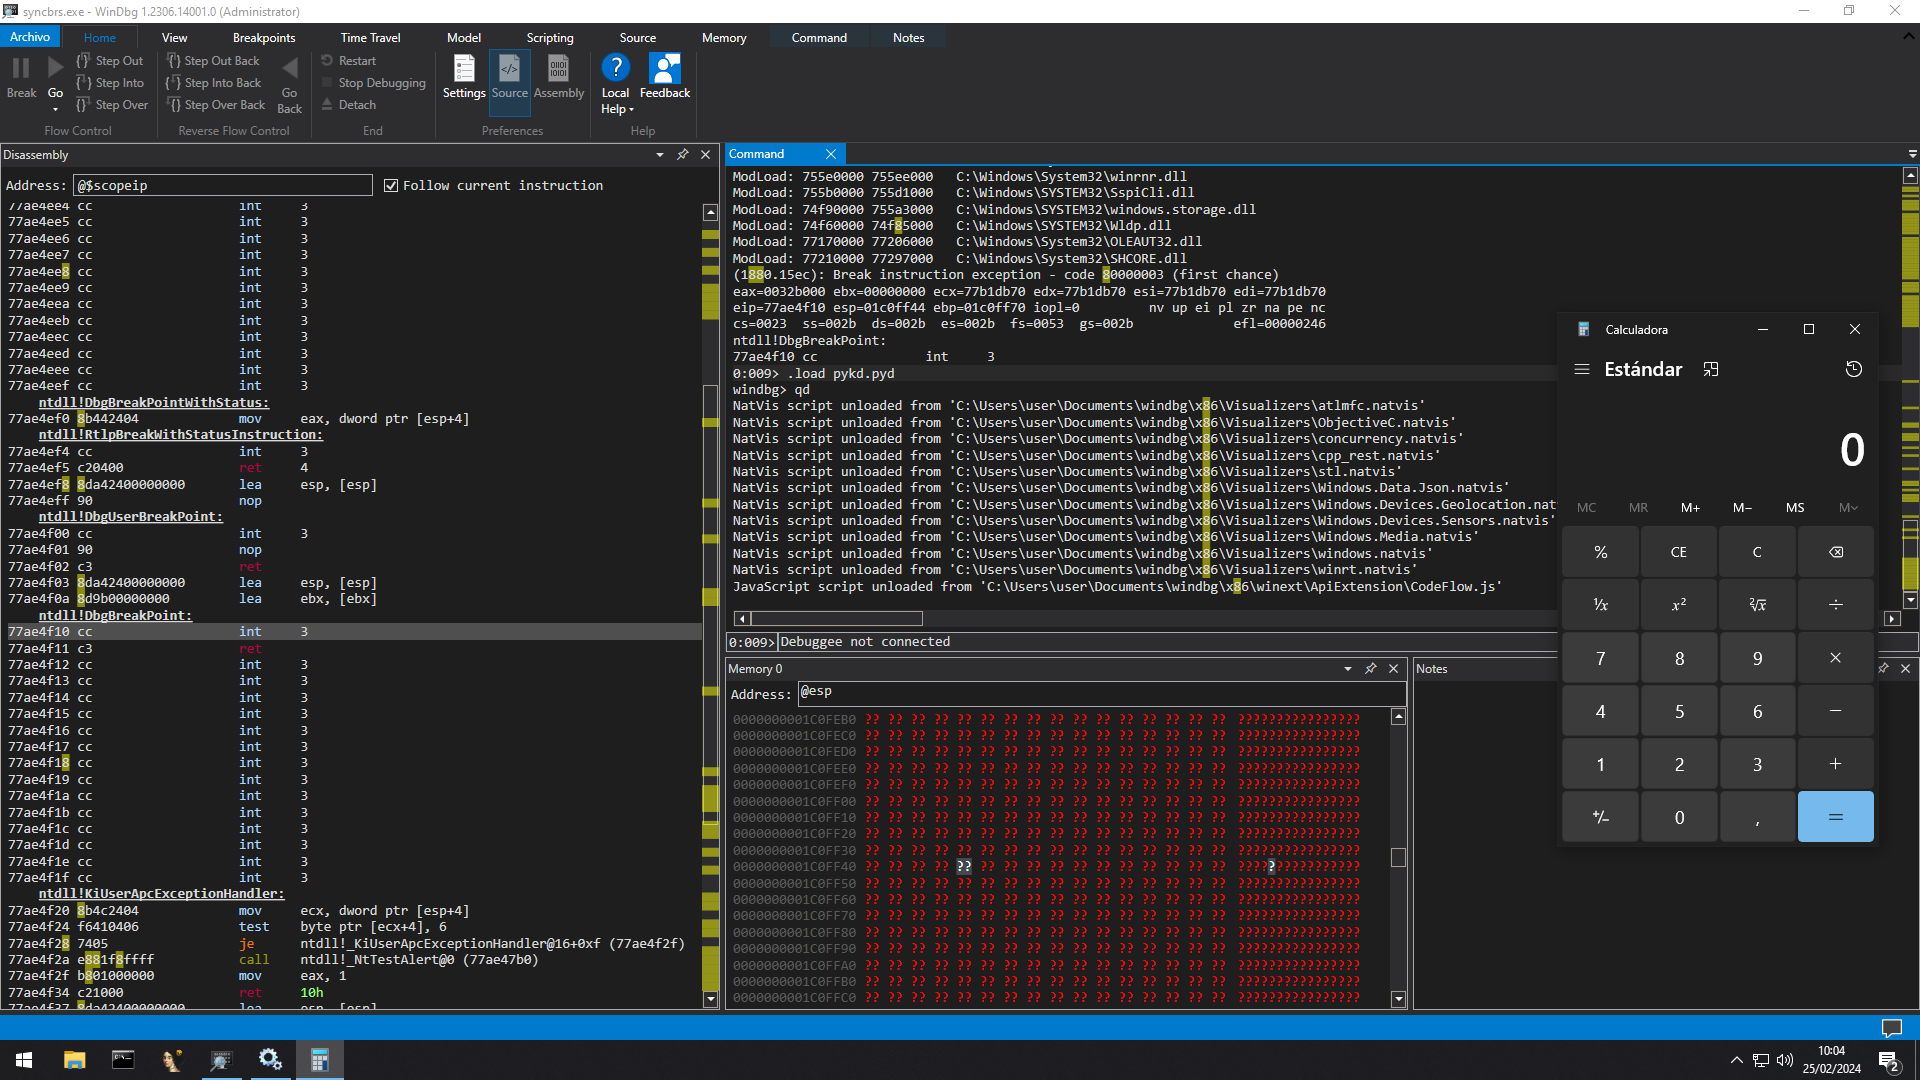 syncbrs.exe - WinDbg 1.2306.14001.0 (Administrator)
Archivo Home View Breakpoints Time Travel Model Scripting Source Memory Command Notes
Break
Go
Step Out
Step Into
Step Over
Flow Control
Step Out Back
Step Into Back
Step Over Back
Go Back
Reverse Flow Control
Restart
Stop Debugging
Detach
End
Settings Source Assembly
Preferences
Local Help Feedback
Help
Disassembly
Address: @$scopeip Follow current instruction
77ae4ee4 cc int 3
77ae4ee5 cc int 3
77ae4ee6 cc int 3
77ae4ee7 cc int 3
77ae4ee8 cc int 3
77ae4ee9 cc int 3
77ae4eea cc int 3
77ae4eeb cc int 3
77ae4eec cc int 3
77ae4eed cc int 3
77ae4eee cc int 3
77ae4eef cc int 3
ntdll!DbgBreakPointWithStatus:
77ae4ef0 8b442404 mov eax, dword ptr [esp+4]
ntdll!RtlpBreakWithStatusInstruction:
77ae4ef4 cc int 3
77ae4ef5 c20400 ret 4
77ae4ef8 8da42400000000 lea esp, [esp]
77ae4eff 90 nop
ntdll!DbgUserBreakPoint:
77ae4f00 cc int 3
77ae4f01 90 nop
77ae4f02 c3 ret
77ae4f03 8da42400000000 lea esp, [esp]
77ae4f0a 8d9b00000000 lea ebx, [ebx]
ntdll!DbgBreakPoint:
77ae4f10 cc int 3
77ae4f11 c3 ret
77ae4f12 cc int 3
77ae4f13 cc int 3
77ae4f14 cc int 3
77ae4f15 cc int 3
77ae4f16 cc int 3
77ae4f17 cc int 3
77ae4f18 cc int 3
77ae4f19 cc int 3
77ae4f1a cc int 3
77ae4f1b cc int 3
77ae4f1c cc int 3
77ae4f1d cc int 3
77ae4f1e cc int 3
77ae4f1f cc int 3
ntdll!KiUserApcExceptionHandler:
77ae4f20 8b4c2404 mov ecx, dword ptr [esp+4]
77ae4f24 f6410406 test byte ptr [ecx+4], 6
77ae4f28 7405 je ntdll!_KiUserApcExceptionHandler@16+0xf (77ae4f2f)
77ae4f2a e881f8ffff call ntdll!_NtTestAlert@0 (77ae47b0)
77ae4f2f b801000000 mov eax, 1
77ae4f34 c21000 ret 10h
77ae4f37 8da42400000000 lea esp, [esp]
Command
ModLoad: 755e0000 755ee000 C:\Windows\System32\winrnr.dll
ModLoad: 755b0000 755d1000 C:\Windows\SYSTEM32\SspiCli.dll
ModLoad: 74f90000 755a3000 C:\Windows\SYSTEM32\windows.storage.dll
ModLoad: 74f60000 74f85000 C:\Windows\SYSTEM32\Wldp.dll
ModLoad: 77170000 77206000 C:\Windows\System32\OLEAUT32.dll
ModLoad: 77210000 77297000 C:\Windows\System32\SHCORE.dll
(1880.15ec): Break instruction exception - code 80000003 (first chance)
eax=0032b000 ebx=00000000 ecx=77b1db70 edx=77b1db70 esi=77b1db70 edi=77b1db70
eip=77ae4f10 esp=01c0ff44 ebp=01c0ff70 iopl=0 nv up ei pl zr na pe nc
cs=0023 ss=002b ds=002b es=002b fs=0053 gs=002b efl=00000246
ntdll!DbgBreakPoint:
77ae4f10 cc int 3
0:009> .load pykd.pyd
windbg> qd
NatVis script unloaded from 'C:\Users\user\Documents\windbg\x86\Visualizers\atlmfc.natvis'
NatVis script unloaded from 'C:\Users\user\Documents\windbg\x86\Visualizers\ObjectiveC.natvis'
NatVis script unloaded from 'C:\Users\user\Documents\windbg\x86\Visualizers\concurrency.natvis'
NatVis script unloaded from 'C:\Users\user\Documents\windbg\x86\Visualizers\cpp_rest.natvis'
NatVis script unloaded from 'C:\Users\user\Documents\windbg\x86\Visualizers\stl.natvis'
NatVis script unloaded from 'C:\Users\user\Documents\windbg\x86\Visualizers\Windows.Data.Json.natvis'
NatVis script unloaded from 'C:\Users\user\Documents\windbg\x86\Visualizers\Windows.Devices.Geolocation.nat
NatVis script unloaded from 'C:\Users\user\Documents\windbg\x86\Visualizers\Windows.Devices.Sensors.natvis'
NatVis script unloaded from 'C:\Users\user\Documents\windbg\x86\Visualizers\Windows.Media.natvis'
NatVis script unloaded from 'C:\Users\user\Documents\windbg\x86\Visualizers\windows.natvis'
NatVis script unloaded from 'C:\Users\user\Documents\windbg\x86\Visualizers\winrt.natvis'
JavaScript script unloaded from 'C:\Users\user\Documents\windbg\x86\winext\ApiExtension\CodeFlow.js'
0:009> Debuggee not connected
Memory 0
Address: @esp
0000000001C0FEB0 ?? ?? ?? ?? ?? ?? ?? ?? ?? ?? ?? ?? ?? ?? ?? ?? ????????????????
0000000001C0FEC0 ?? ?? ?? ?? ?? ?? ?? ?? ?? ?? ?? ?? ?? ?? ?? ?? ????????????????
0000000001C0FED0 ?? ?? ?? ?? ?? ?? ?? ?? ?? ?? ?? ?? ?? ?? ?? ?? ????????????????
0000000001C0FEE0 ?? ?? ?? ?? ?? ?? ?? ?? ?? ?? ?? ?? ?? ?? ?? ?? ????????????????
0000000001C0FEF0 ?? ?? ?? ?? ?? ?? ?? ?? ?? ?? ?? ?? ?? ?? ?? ?? ????????????????
0000000001C0FF00 ?? ?? ?? ?? ?? ?? ?? ?? ?? ?? ?? ?? ?? ?? ?? ?? ????????????????
0000000001C0FF10 ?? ?? ?? ?? ?? ?? ?? ?? ?? ?? ?? ?? ?? ?? ?? ?? ????????????????
0000000001C0FF20 ?? ?? ?? ?? ?? ?? ?? ?? ?? ?? ?? ?? ?? ?? ?? ?? ????????????????
0000000001C0FF30 ?? ?? ?? ?? ?? ?? ?? ?? ?? ?? ?? ?? ?? ?? ?? ?? ????????????????
0000000001C0FF40 ?? ?? ?? ?? ?? ?? ?? ?? ?? ?? ?? ?? ?? ?? ?? ?? ????????????????
0000000001C0FF50 ?? ?? ?? ?? ?? ?? ?? ?? ?? ?? ?? ?? ?? ?? ?? ?? ????????????????
0000000001C0FF60 ?? ?? ?? ?? ?? ?? ?? ?? ?? ?? ?? ?? ?? ?? ?? ?? ????????????????
0000000001C0FF70 ?? ?? ?? ?? ?? ?? ?? ?? ?? ?? ?? ?? ?? ?? ?? ?? ????????????????
0000000001C0FF80 ?? ?? ?? ?? ?? ?? ?? ?? ?? ?? ?? ?? ?? ?? ?? ?? ????????????????
0000000001C0FF90 ?? ?? ?? ?? ?? ?? ?? ?? ?? ?? ?? ?? ?? ?? ?? ?? ????????????????
0000000001C0FFA0 ?? ?? ?? ?? ?? ?? ?? ?? ?? ?? ?? ?? ?? ?? ?? ?? ????????????????
0000000001C0FFB0 ?? ?? ?? ?? ?? ?? ?? ?? ?? ?? ?? ?? ?? ?? ?? ?? ????????????????
0000000001C0FFC0 ?? ?? ?? ?? ?? ?? ?? ?? ?? ?? ?? ?? ?? ?? ?? ?? ????????????????
Notes
Calculadora
Estándar
0
MC MR M+ M− MS M˅
% CE C
¹/x x² ²√x ÷
7 8 9 ×
4 5 6 −
1 2 3 +
+/− 0 , =
10:04
25/02/2024
2